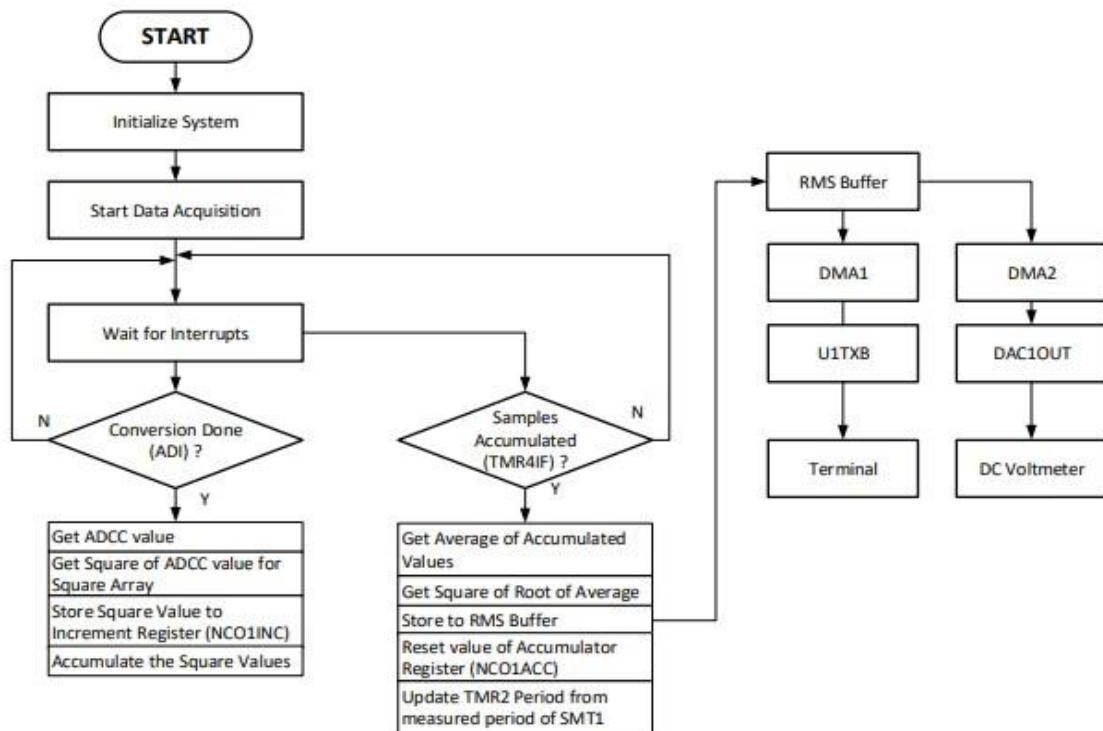 START
Initialize System
Start Data Acquisition
Wait for Interrupts
N
Conversion Done
(ADI) ?
Y
Get ADCC value
Get Square of ADCC value for
Square Array
Store Square Value to
Increment Register (NCO1INC)
Accumulate the Square Values
Samples
Accumulated
(TMR4IF) ?
N
Y
Get Average of Accumulated
Values
Get Square of Root of Average
Store to RMS Buffer
Reset value of Accumulator
Register (NCO1ACC)
Update TMR2 Period from
measured period of SMT1
RMS Buffer
DMA1
U1TXB
Terminal
DMA2
DAC1OUT
DC Voltmeter